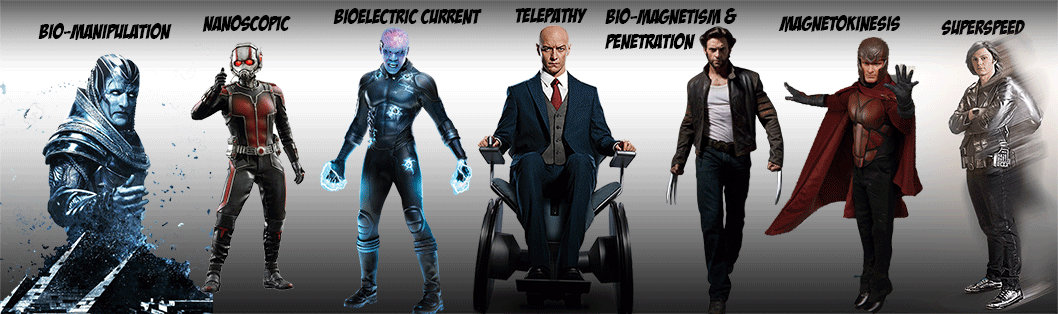 BIO-MANIPULATION
NANOSCOPIC
BIOELECTRIC CURRENT
TELEPATHY
BIO-MAGNETISM &
PENETRATION
MAGNETOKINESIS
SUPERSPEED